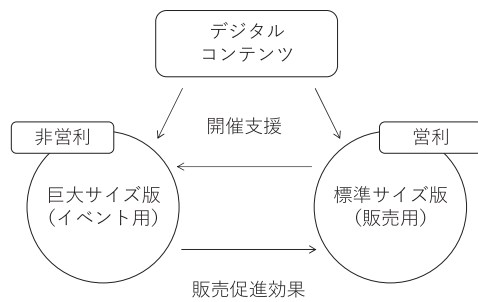 デジタル
コンテンツ
開催支援
非営利
営利
巨大サイズ版
（イベント用）
標準サイズ版
（販売用）
販売促進効果